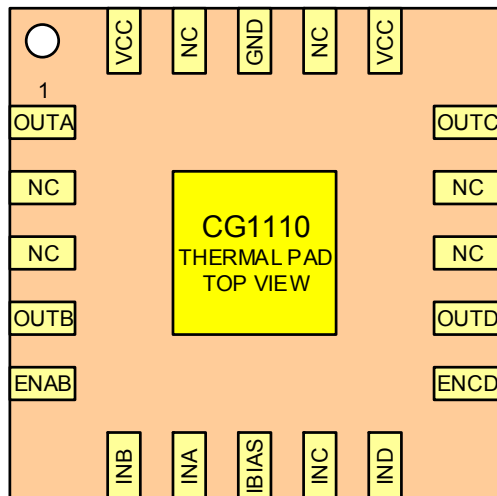 VCC
NC
GND
NC
VCC
1
OUTA
NC
NC
OUTB
ENAB
CG1110
THERMAL PAD
TOP VIEW
OUTC
NC
NC
OUTD
ENCD
INB
INA
IBIAS
INC
IND